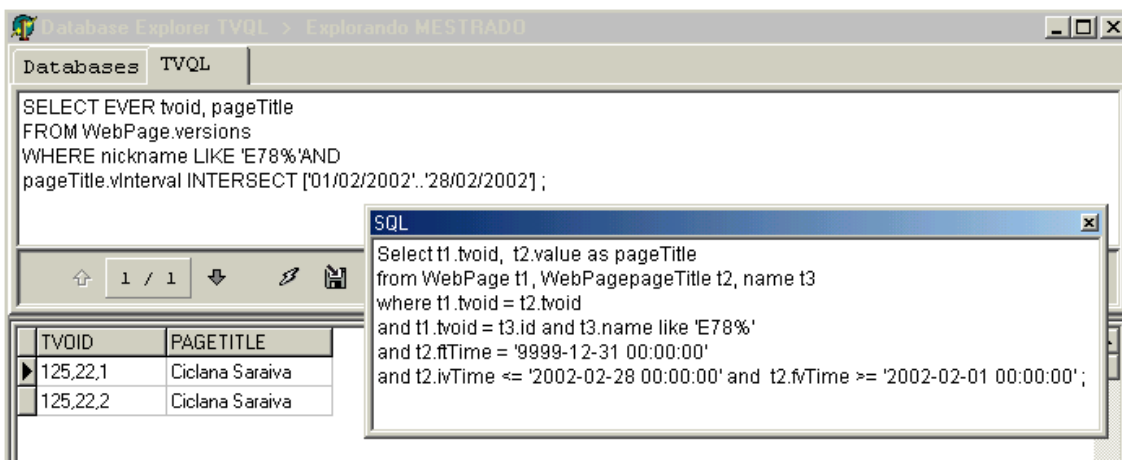 Database Explorer TVQL > Explorando MESTRADO
Databases TVQL
SELECT EVER tvoid, pageTitle
FROM WebPage.versions
WHERE nickname LIKE 'E78%'AND
pageTitle.vInterval INTERSECT ['01/02/2002'..'28/02/2002'] ;
SQL
Select t1.tvoid, t2.value as pageTitle
from WebPage t1, WebPagepageTitle t2, name t3
where t1.tvoid = t2.tvoid
and t1.tvoid = t3.id and t3.name like 'E78%'
and t2.ftTime = '9999-12-31 00:00:00'
and t2.ivTime <= '2002-02-28 00:00:00' and t2.fvTime >= '2002-02-01 00:00:00' ;
1 / 1
TVOID PAGETITLE
125,22,1 Ciclana Saraiva
125,22,2 Ciclana Saraiva